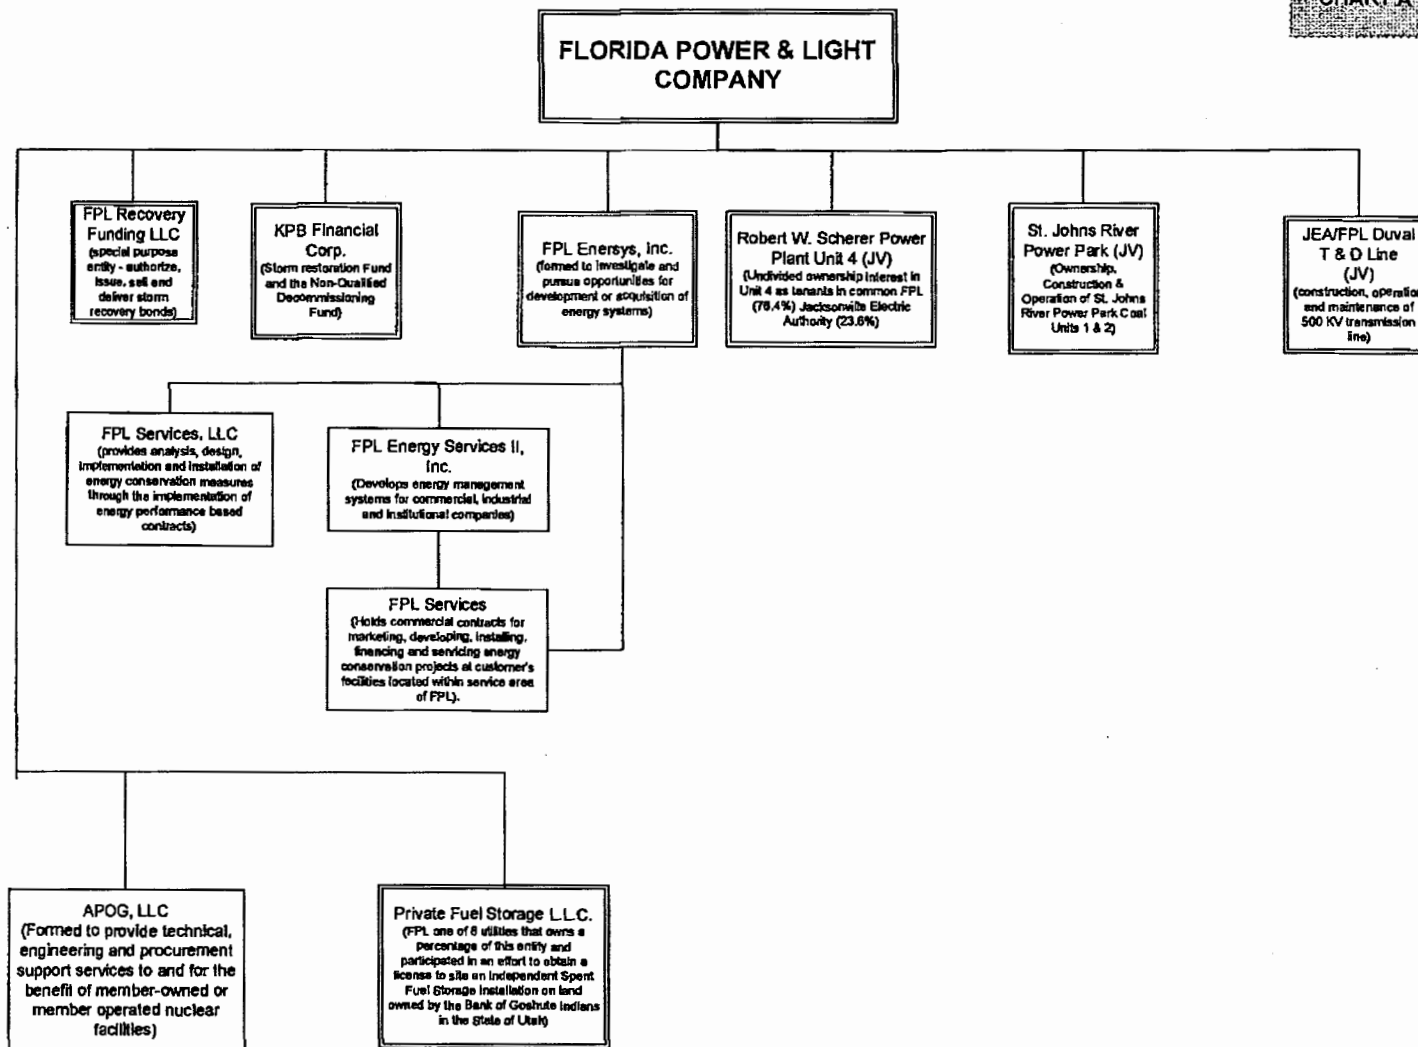 CHART A
FLORIDA POWER & LIGHT
COMPANY
FPL Recovery
Funding LLC
(special purpose
entity - authorize,
issue, sell and
deliver storm
recovery bonds)
KPB Financial
Corp.
(Storm restoration Fund
and the Non-Qualified
Decommissioning
Fund)
FPL Enersys, Inc.
(formed to investigate and
pursue opportunities for
development or acquisition of
energy systems)
Robert W. Scherer Power
Plant Unit 4 (JV)
(Undivided ownership interest in
Unit 4 as tenants in common FPL
(76.4%) Jacksonville Electric
Authority (23.6%)
St. Johns River
Power Park (JV)
(Ownership,
Construction &
Operation of St. Johns
River Power Park Coal
Units 1 & 2)
JEA/FPL Duval
T & D Line
(JV)
(construction, operation
and maintenance of
500 KV transmission
line)
FPL Services, LLC
(provides analysis, design,
implementation and installation of
energy conservation measures
through the implementation of
energy performance based
contracts)
FPL Energy Services II,
Inc.
(Develops energy management
systems for commercial, industrial
and institutional companies)
FPL Services
(Holds commercial contracts for
marketing, developing, installing,
financing and servicing energy
conservation projects at customer's
facilities located within service area
of FPL).
APOG, LLC
(Formed to provide technical,
engineering and procurement
support services to and for the
benefit of member-owned or
member operated nuclear
facilities)
Private Fuel Storage L.L.C.
(FPL one of 8 utilities that owns a
percentage of this entity and
participated in an effort to obtain a
license to site an Independent Spent
Fuel Storage Installation on land
owned by the Bank of Goshute Indians
in the State of Utah)